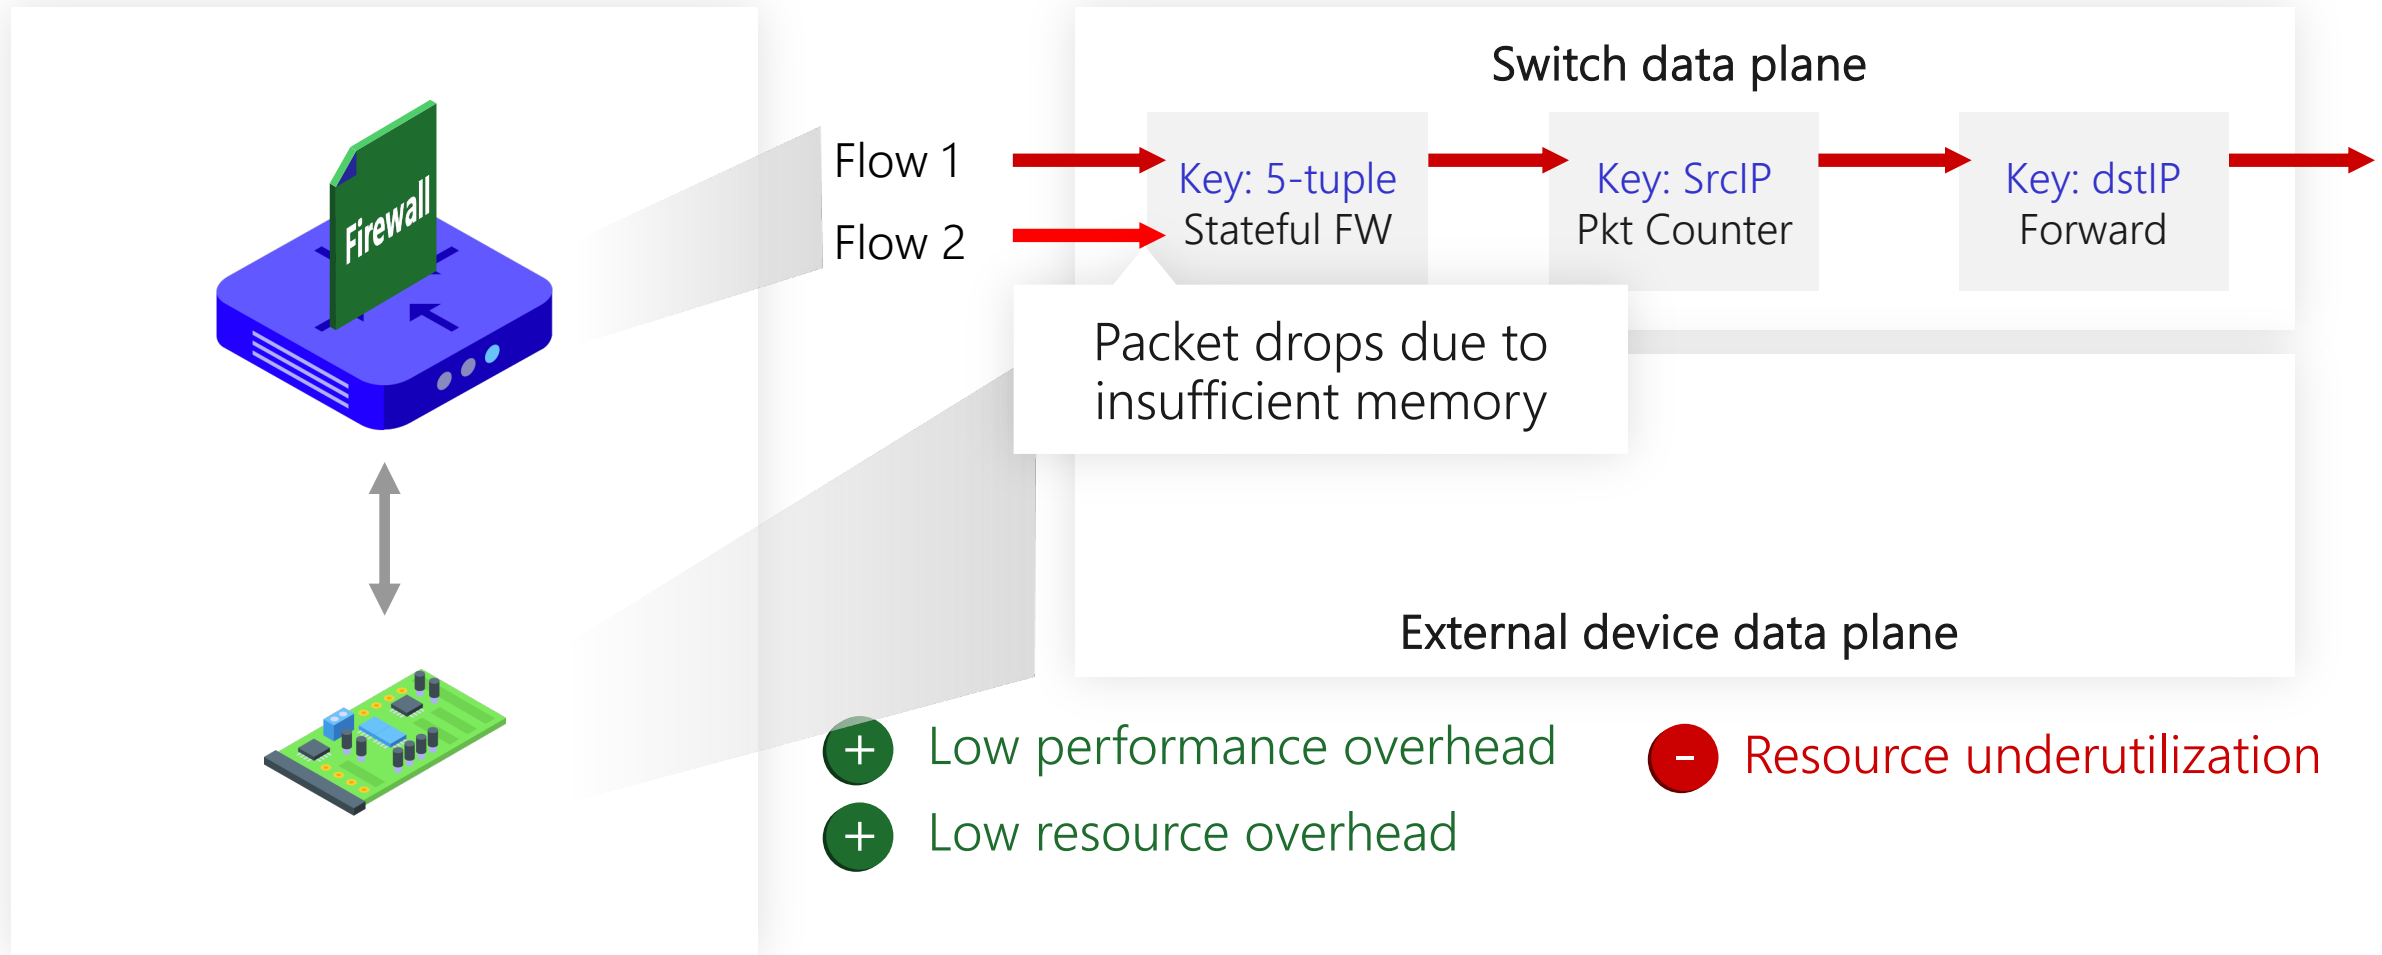 Firewall
Switch data plane
Flow 1
Flow 2
Key: 5-tuple
Stateful FW
Key: SrcIP
Pkt Counter
Key: dstIP
Forward
Packet drops due to
insufficient memory
External device data plane
+ Low performance overhead
+ Low resource overhead
- Resource underutilization